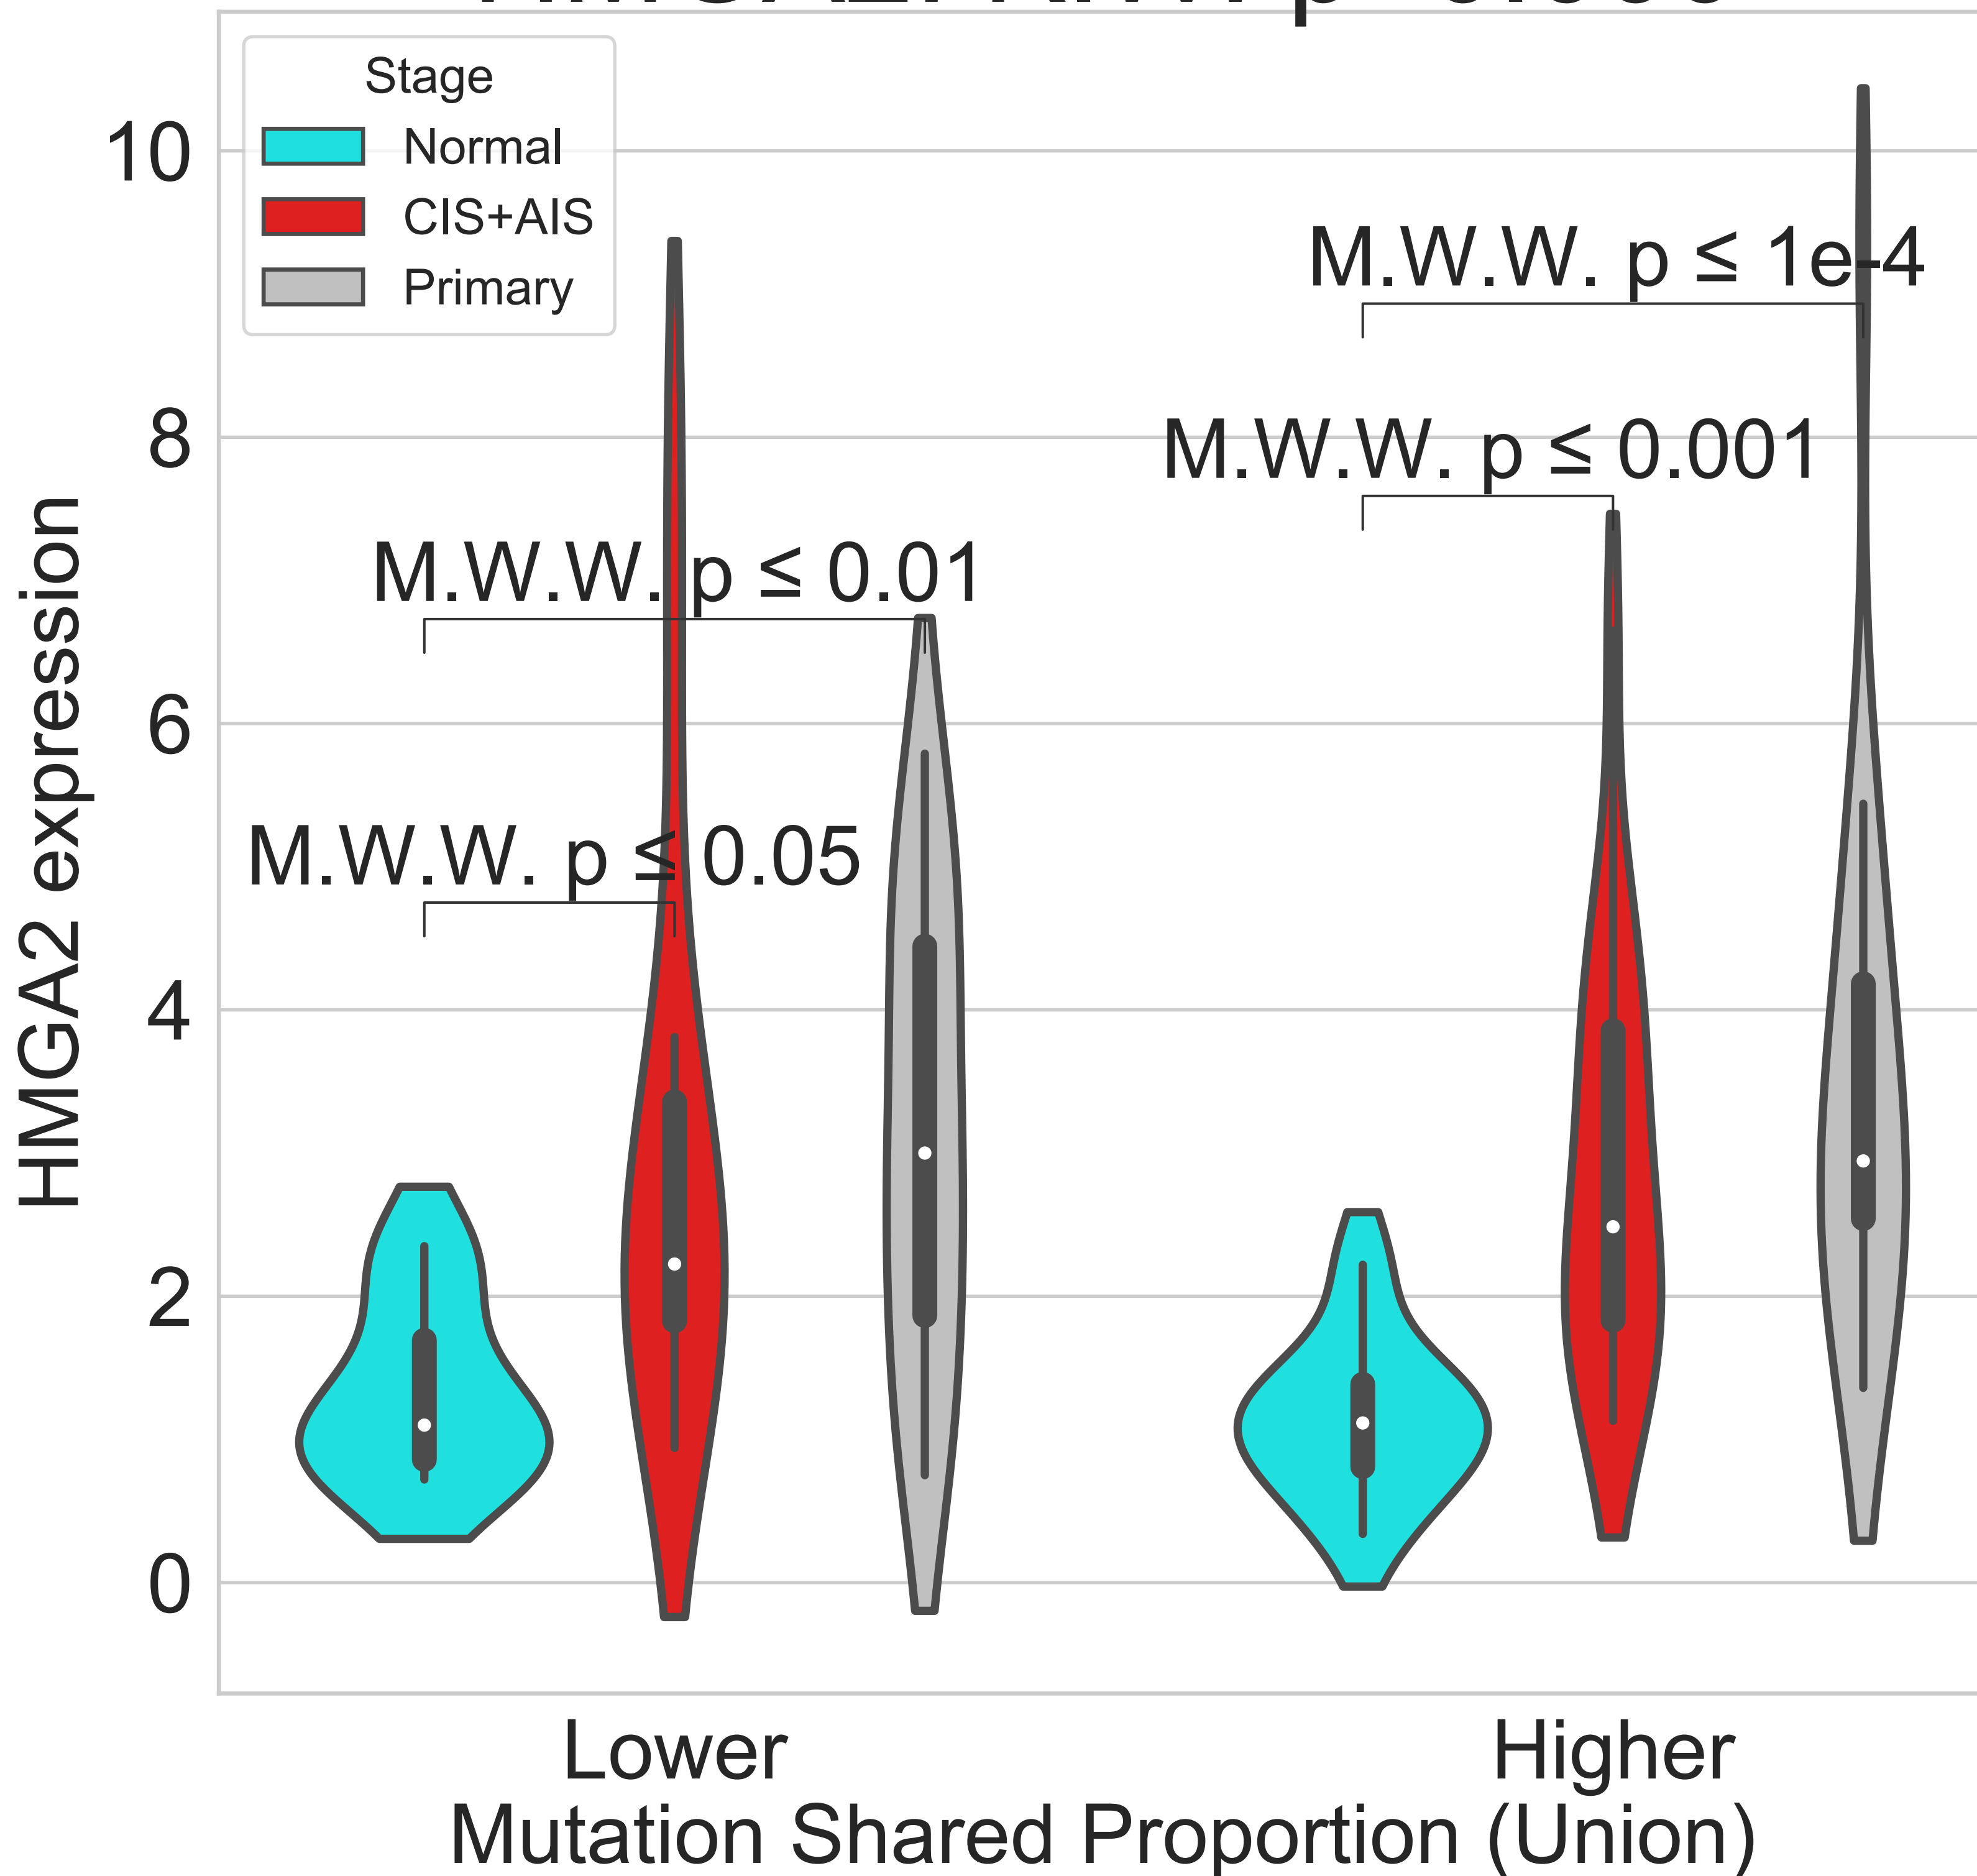 Stage
Normal
CIS+AIS
Primary
HMGA2 expression
10
8
6
4
2
0
M.W.W. p ≤ 1e-4
M.W.W. p ≤ 0.001
M.W.W. p ≤ 0.01
M.W.W. p ≤ 0.05
Lower
Higher
Mutation Shared Proportion (Union)